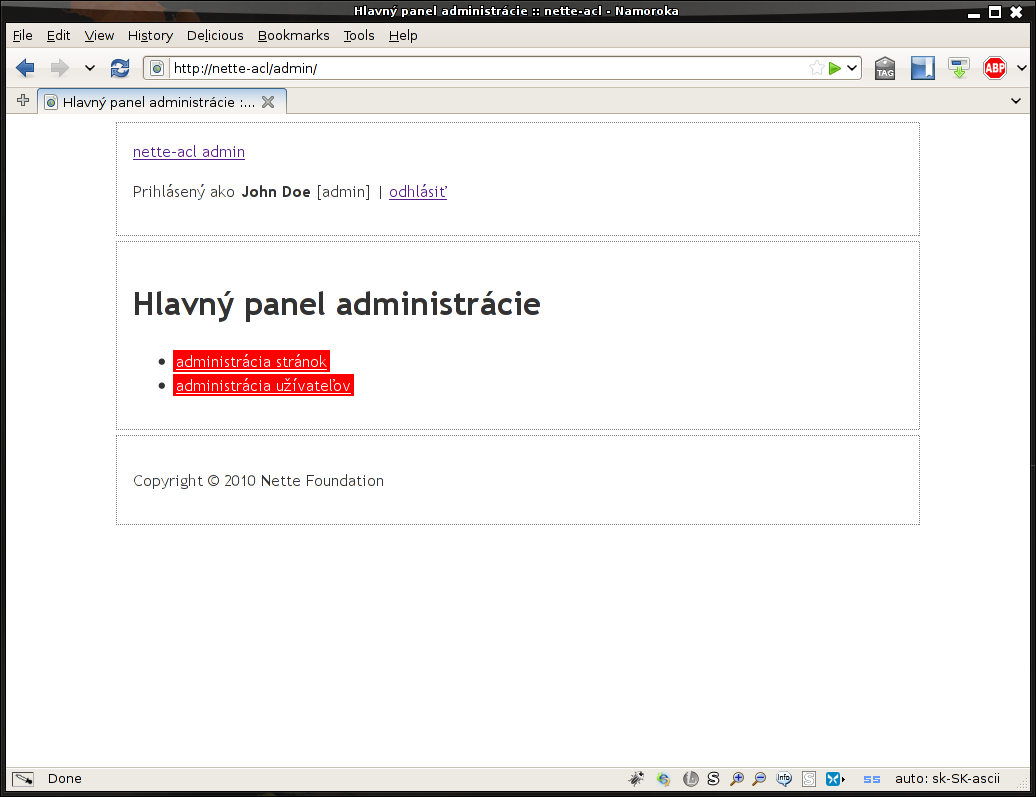 Hlavný panel administrácie :: nette-acl - Namoroka
File Edit View History Delicious Bookmarks Tools Help
http://nette-acl/admin/
TAG
ABP
Hlavný panel administrácie :...
nette-acl admin
Prihlásený ako John Doe [admin] | odhlásiť
Hlavný panel administrácie
administrácia stránok
administrácia užívateľov
Copyright © 2010 Nette Foundation
Done
info
auto: sk-SK-ascii